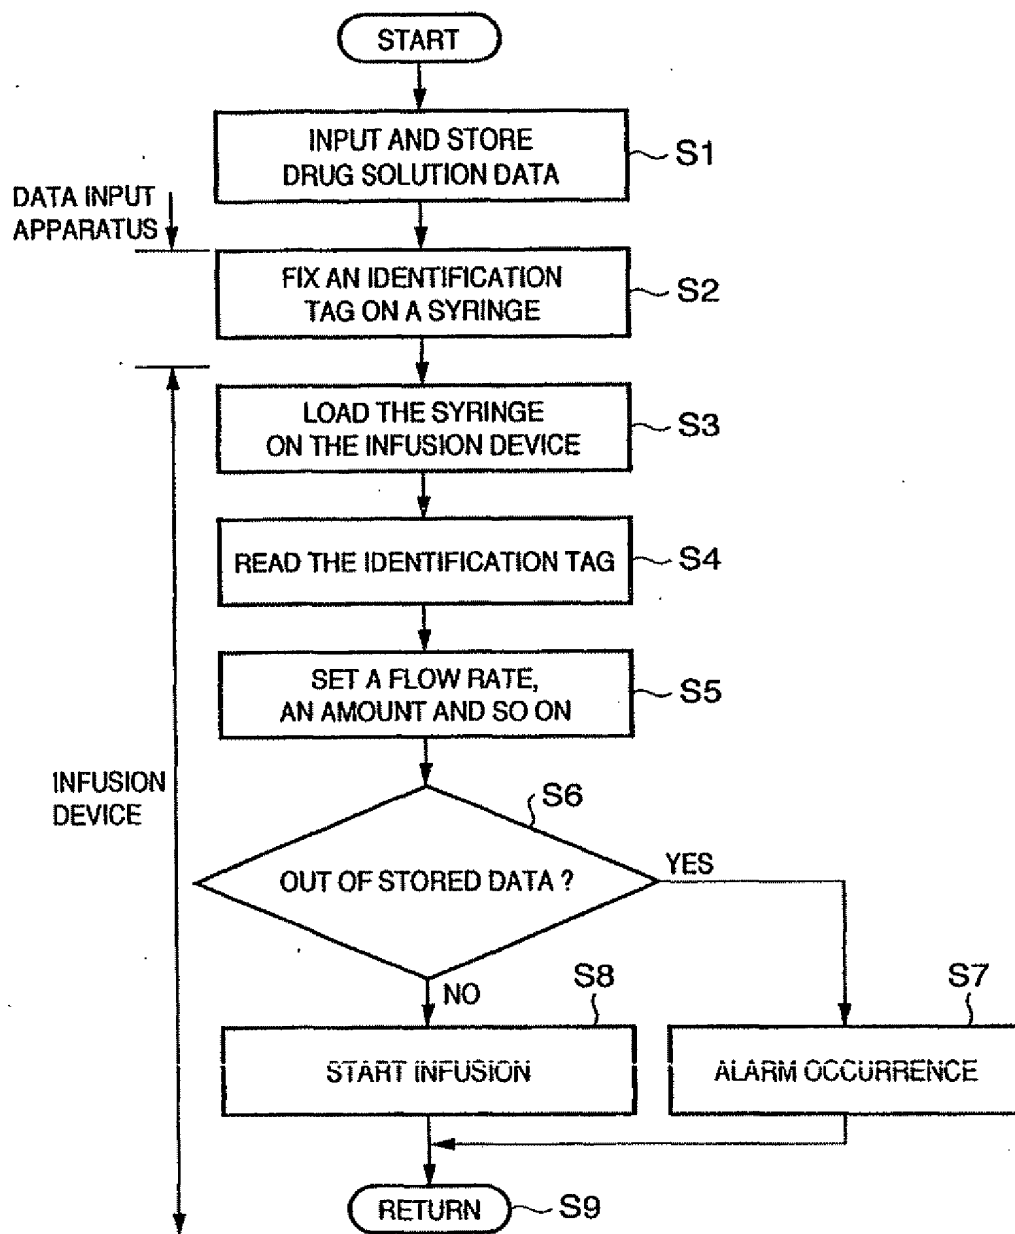 START
INPUT AND STORE
DRUG SOLUTION DATA
S1
DATA INPUT
APPARATUS
FIX AN IDENTIFICATION
TAG ON A SYRINGE
S2
LOAD THE SYRINGE
ON THE INFUSION DEVICE
S3
READ THE IDENTIFICATION TAG
S4
SET A FLOW RATE,
AN AMOUNT AND SO ON
S5
INFUSION
DEVICE
S6
OUT OF STORED DATA ?
YES
NO
S8
S7
START INFUSION
ALARM OCCURRENCE
RETURN
S9